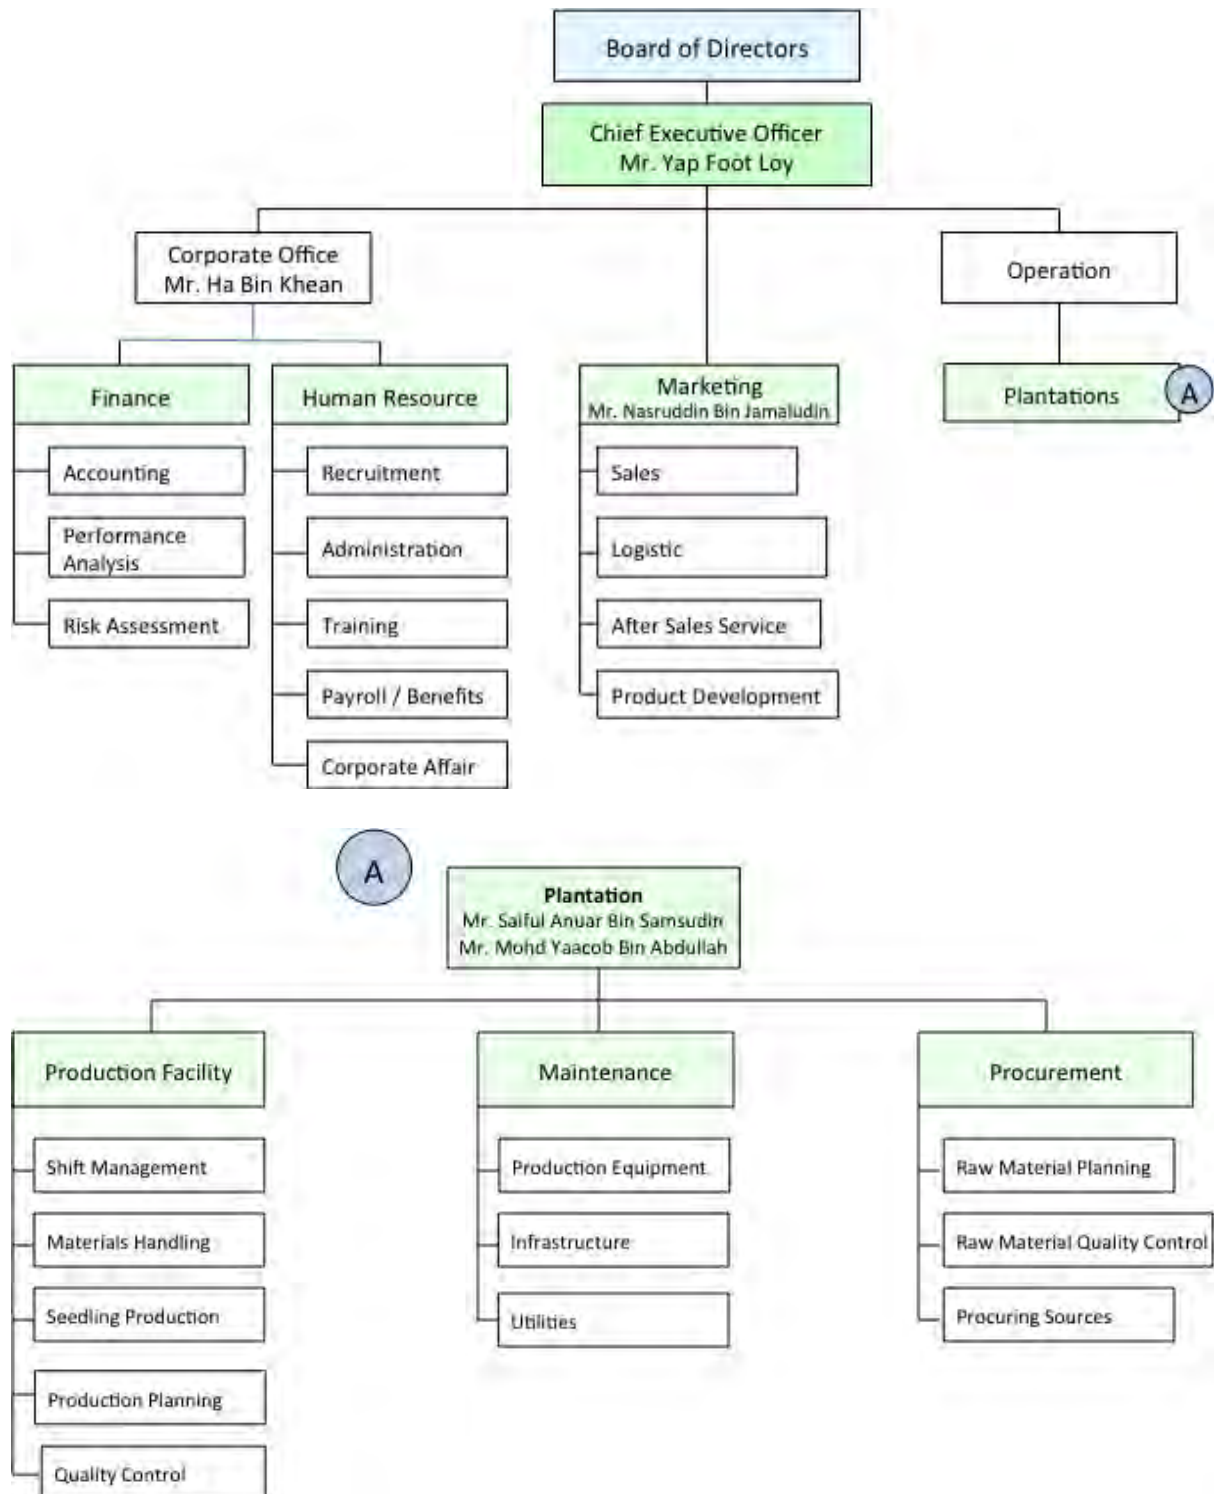 Board of Directors
Chief Executive Officer
Mr. Yap Foot Loy
Corporate Office
Mr. Ha Bin Khean
Operation
Finance
Human Resource
Marketing
Mr. Nasruddin Bin Jamaludin
Plantations
A
Accounting
Performance
Analysis
Risk Assessment
Recruitment
Administration
Training
Payroll / Benefits
Corporate Affair
Sales
Logistic
After Sales Service
Product Development
A
Plantation
Mr. Saiful Anuar Bin Samsudin
Mr. Mohd Yaacob Bin Abdullah
Production Facility
Shift Management
Materials Handling
Seedling Production
Production Planning
Quality Control
Maintenance
Production Equipment
Infrastructure
Utilities
Procurement
Raw Material Planning
Raw Material Quality Control
Procuring Sources